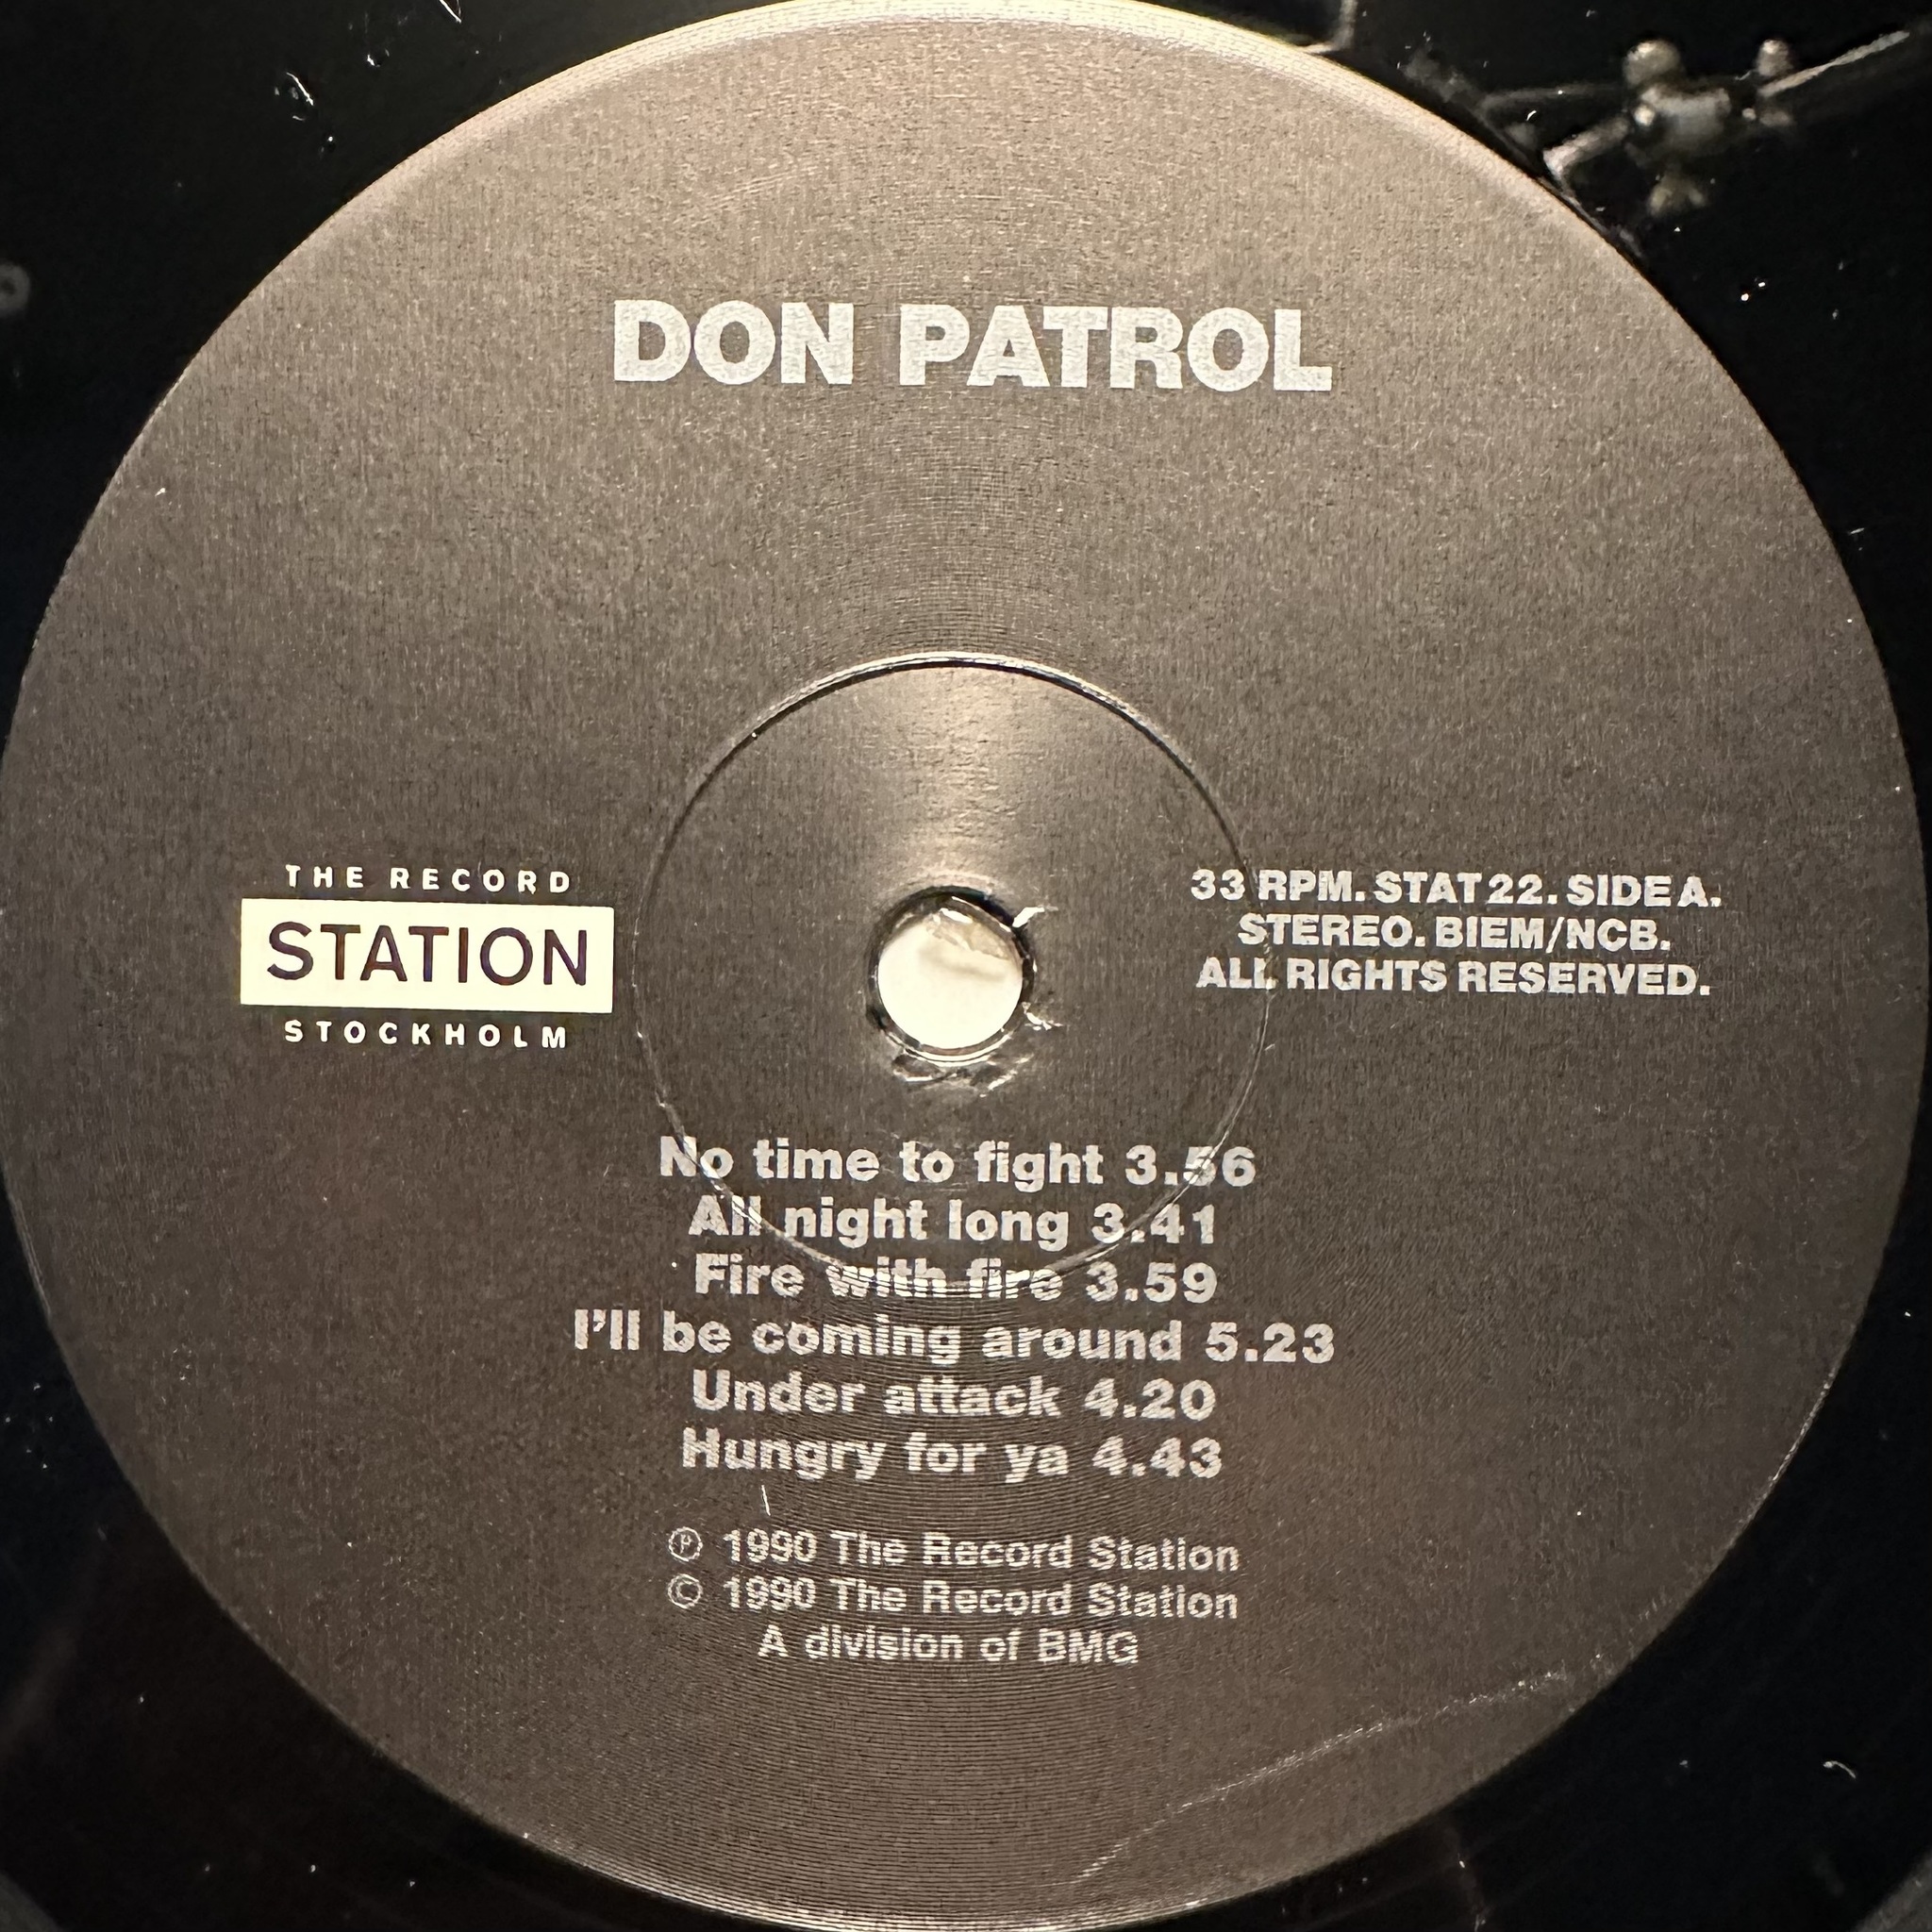 DON PATROL
THE RECORD
STATION
STOCKHOLM
33 RPM. STAT 22. SIDE A.
STEREO. BIEM/NCB.
ALL RIGHTS RESERVED.
No time to fight 3.56
All night long 3.41
Fire with fire 3.59
I'll be coming around 5.23
Under attack 4.20
Hungry for ya 4.43
Ⓟ 1990 The Record Station
© 1990 The Record Station
A division of BMG